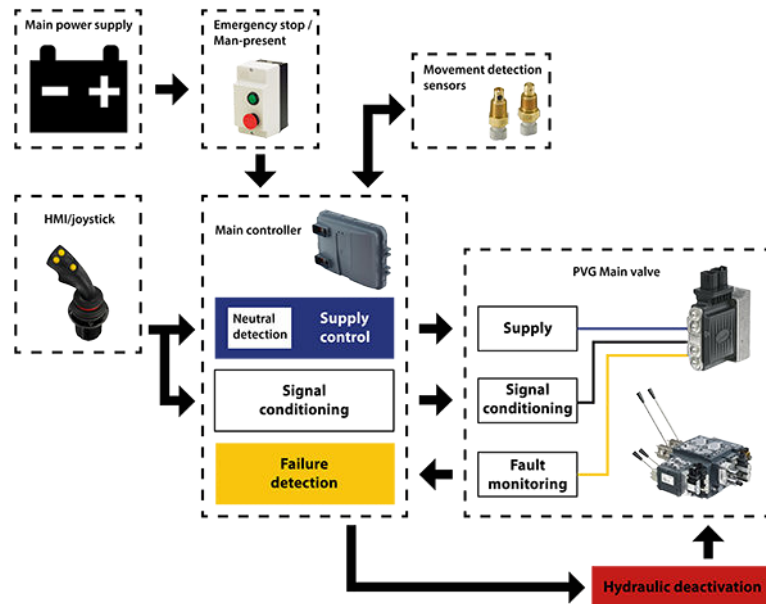 Main power supply
Emergency stop /
Man-present
Movement detection
sensors
HMI/joystick
Main controller
PVG Main valve
Neutral
detection
Supply
control
Supply
Signal
conditioning
Signal
conditioning
Failure
detection
Fault
monitoring
Hydraulic deactivation